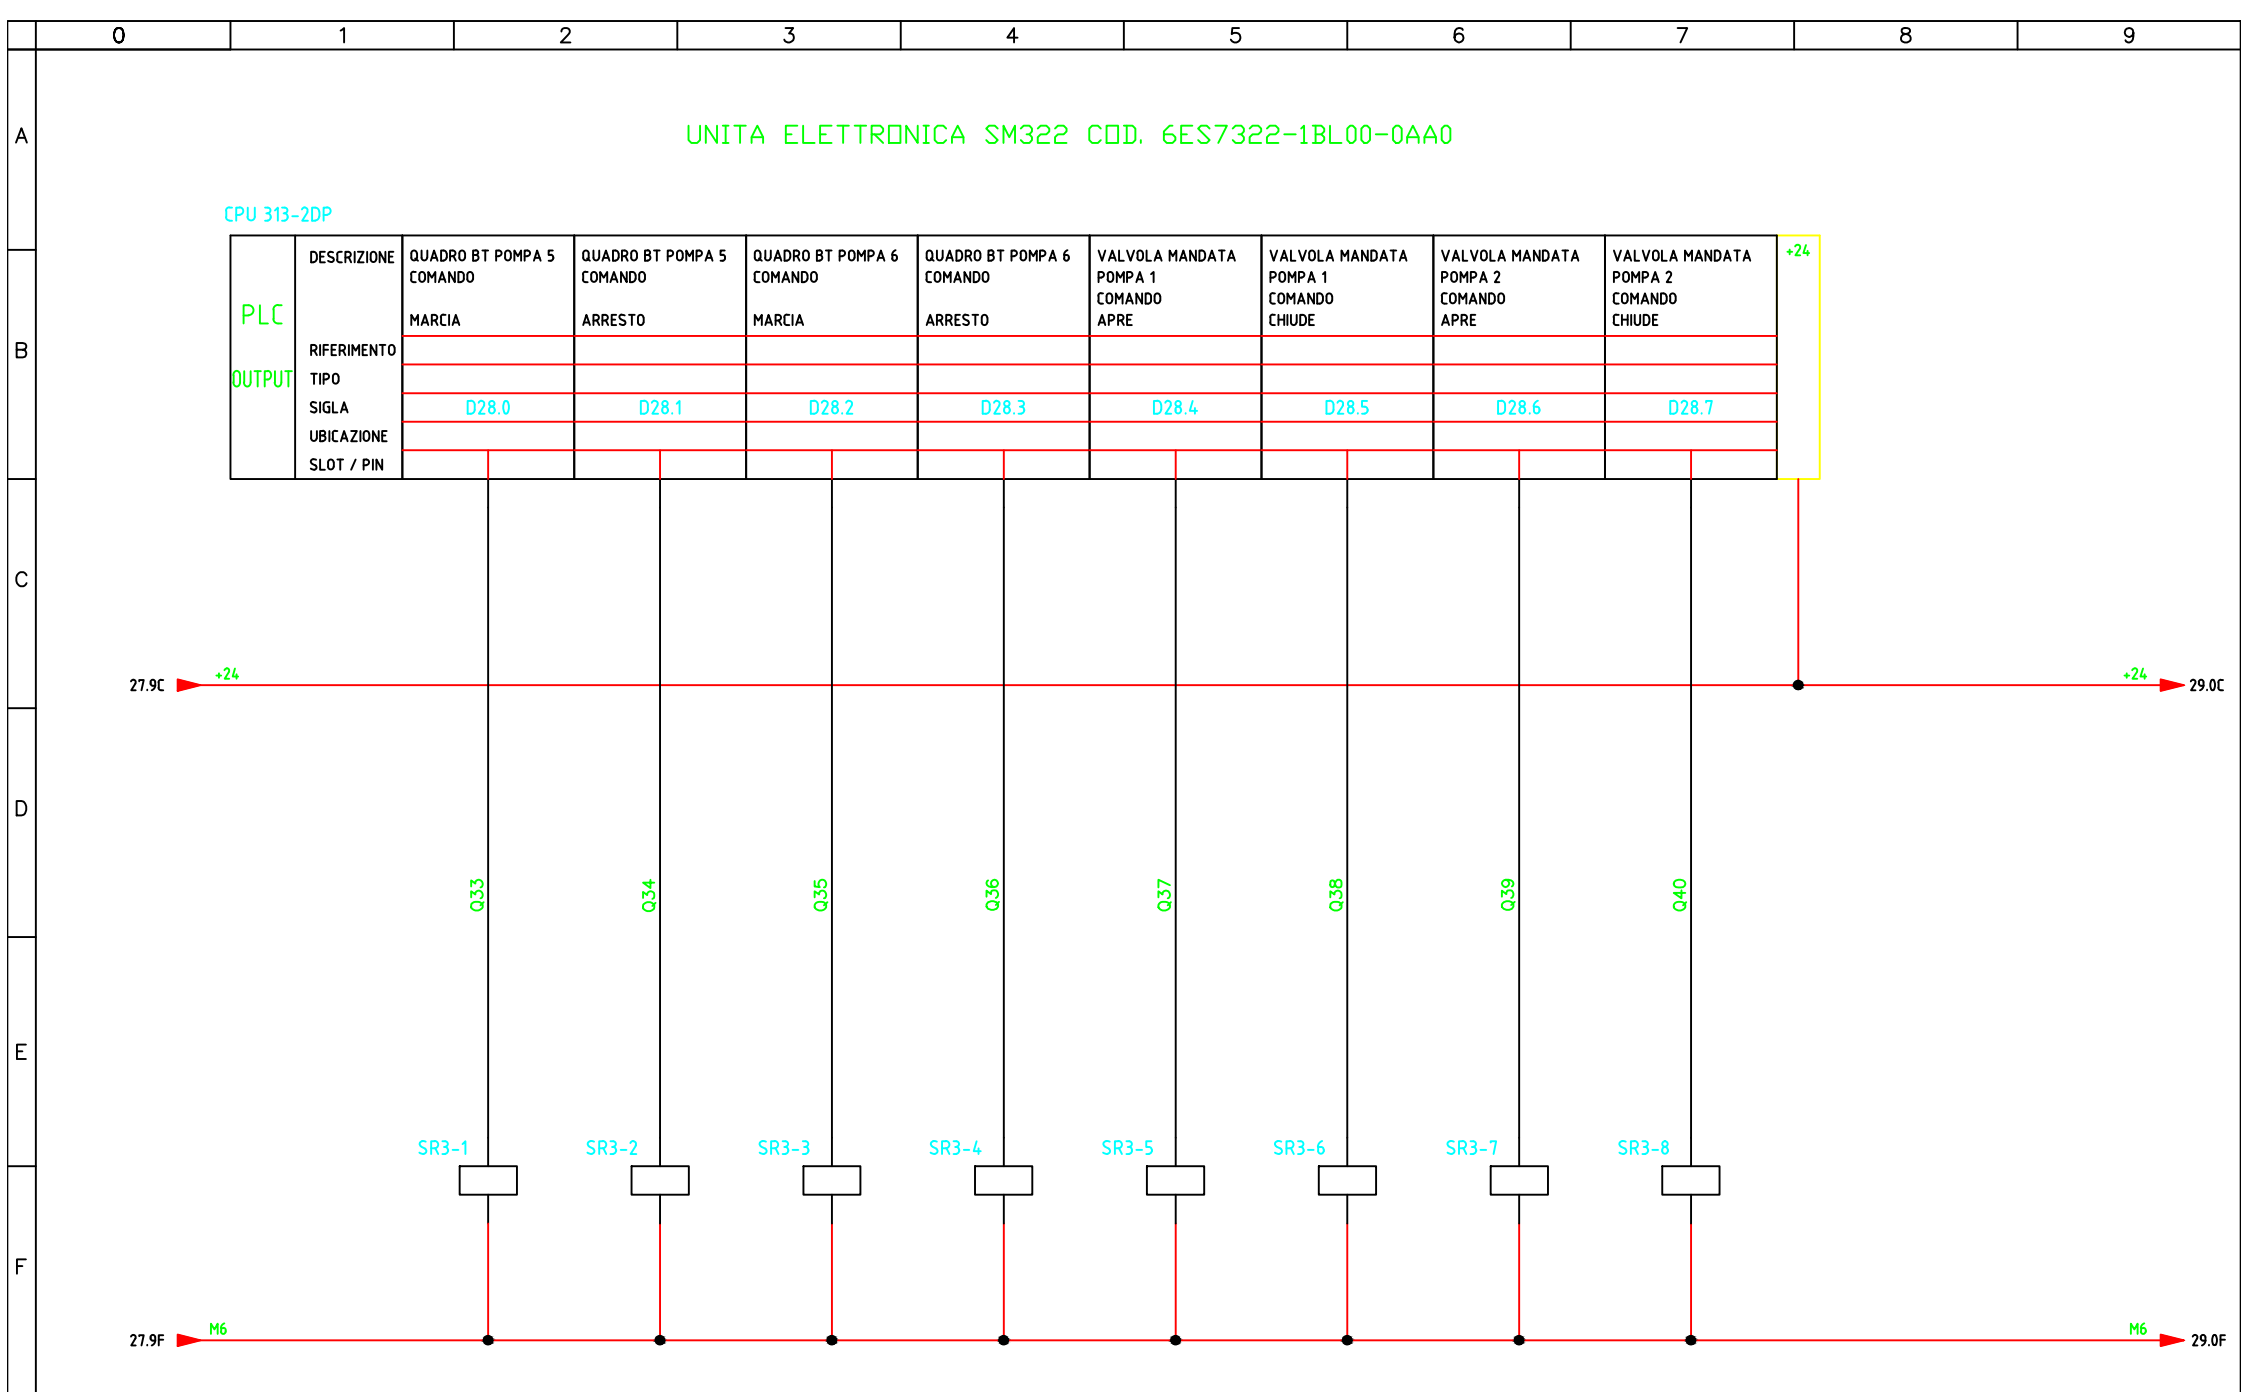 0 1 2 3 4 5 6 7 8 9
A
UNITA ELETTRONICA SM322 COD. 6ES7322-1BL00-0AA0
CPU 313-2DP
PLC
OUTPUT
DESCRIZIONE
QUADRO BT POMPA 5
COMANDO
MARCIA
QUADRO BT POMPA 5
COMANDO
ARRESTO
QUADRO BT POMPA 6
COMANDO
MARCIA
QUADRO BT POMPA 6
COMANDO
ARRESTO
VALVOLA MANDATA
POMPA 1
COMANDO
APRE
VALVOLA MANDATA
POMPA 1
COMANDO
CHIUDE
VALVOLA MANDATA
POMPA 2
COMANDO
APRE
VALVOLA MANDATA
POMPA 2
COMANDO
CHIUDE
+24
B
RIFERIMENTO
TIPO
SIGLA D28.0 D28.1 D28.2 D28.3 D28.4 D28.5 D28.6 D28.7
UBICAZIONE
SLOT / PIN
C
27.9C +24 +24 29.0C
D
Q33 Q34 Q35 Q36 Q37 Q38 Q39 Q40
E
SR3-1 SR3-2 SR3-3 SR3-4 SR3-5 SR3-6 SR3-7 SR3-8
F
27.9F M6 M6 29.0F